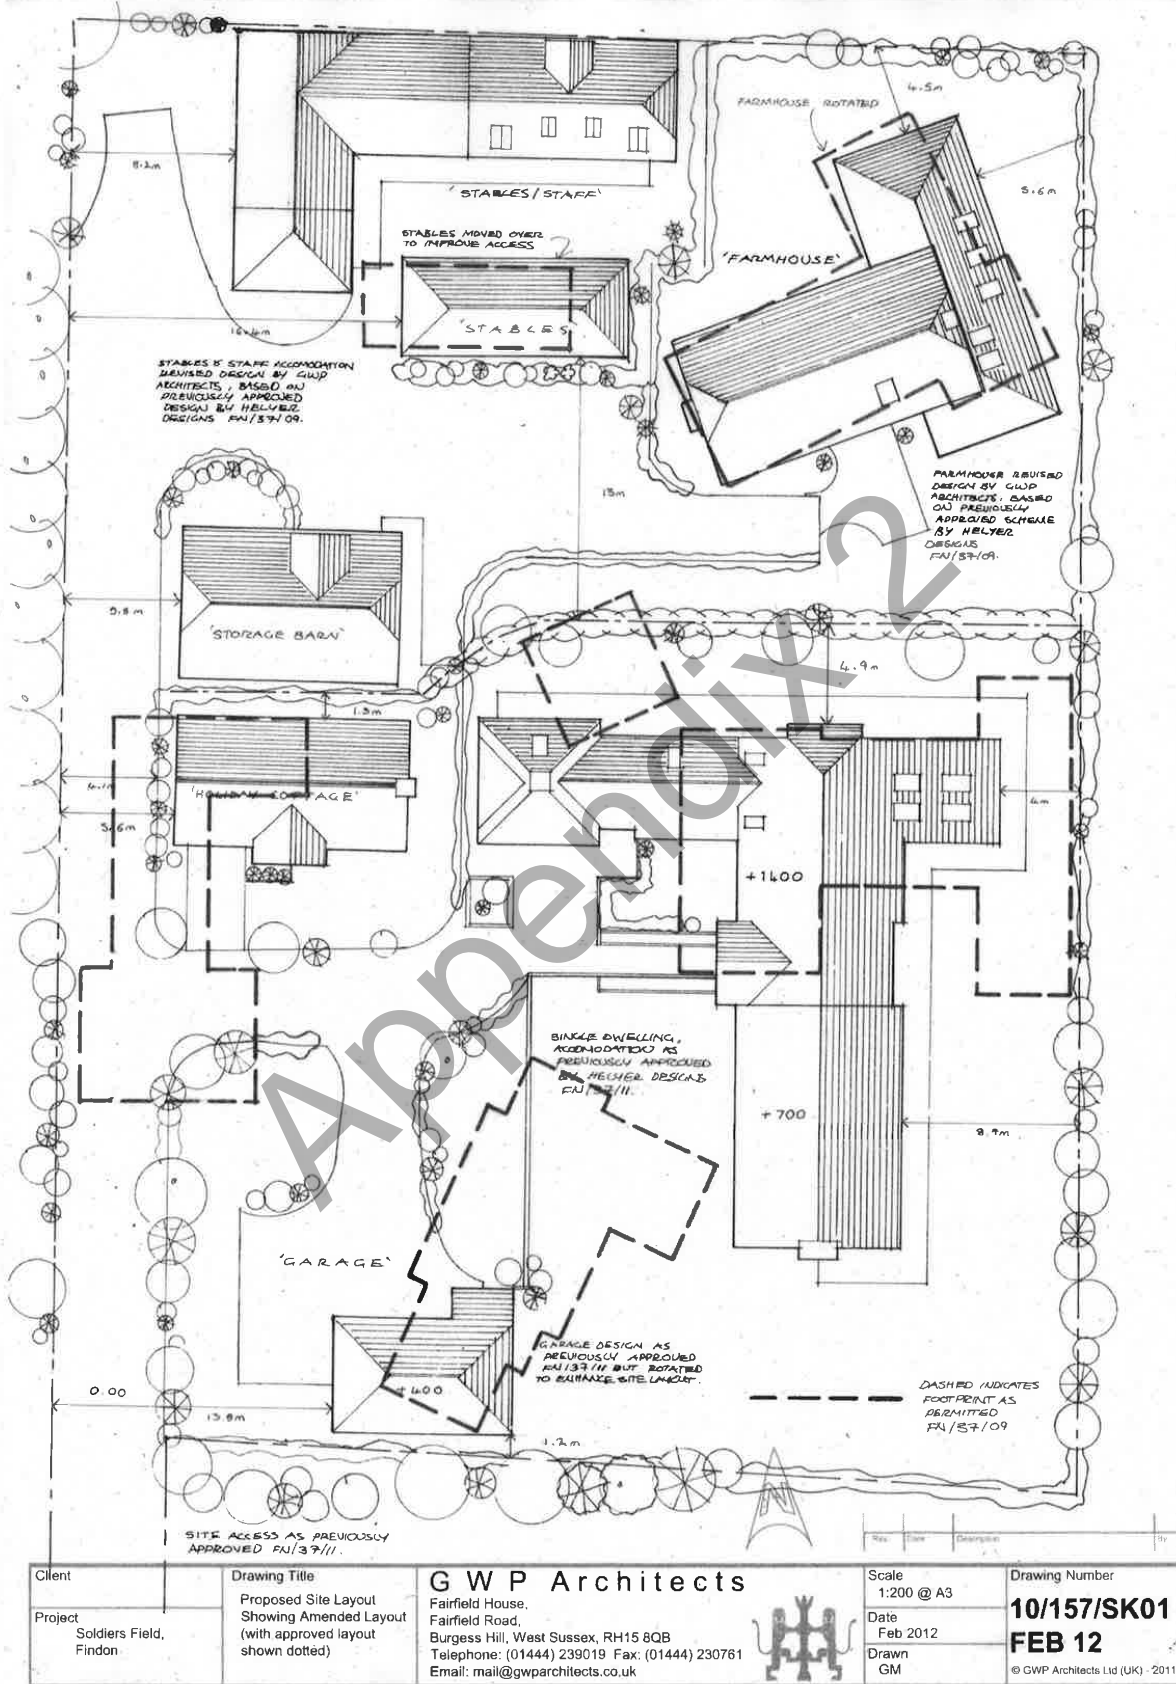 4.5m
FARMHOUSE ROTATED
8.2m
5.6m
'STABLES/STAFF'
STABLES MOVED OVER
TO IMPROVE ACCESS
'FARMHOUSE'
16.4m
'STABLES'
STABLES & STAFF ACCOMODATION
REVISED DESIGN BY GWP
ARCHITECTS, BASED ON
PREVIOUSLY APPROVED
DESIGN BY HELYER
DESIGNS FN/37/09.
FARMHOUSE REVISED
DESIGN BY GWP
ARCHITECTS, BASED
ON PREVIOUSLY
APPROVED SCHEME
BY HELYER
DESIGNS
FN/37/09.
15m
9.8m
'STORAGE BARN'
4.9m
1.3m
'HOLIDAY COTTAGE'
5.6m
4m
+1400
Appendix 2
SINGLE DWELLING,
ACCOMODATION AS
PREVIOUSLY APPROVED
BY HELYER DESIGNS
FN/37/11.
+700
8.9m
'GARAGE'
GARAGE DESIGN AS
PREVIOUSLY APPROVED
FN/37/11 BUT ROTATED
TO ENHANCE SITE LAYOUT.
+400
0.00
13.8m
1.2m
DASHED INDICATES
FOOTPRINT AS
PERMITTED
FN/37/09
N
SITE ACCESS AS PREVIOUSLY
APPROVED FN/37/11.
Rev. Date Description By
Client
Project
Soldiers Field,
Findon
Drawing Title
Proposed Site Layout
Showing Amended Layout
(with approved layout
shown dotted)
GWP Architects
Fairfield House,
Fairfield Road,
Burgess Hill, West Sussex, RH15 8QB
Telephone: (01444) 239019 Fax: (01444) 230761
Email: mail@gwparchitects.co.uk
Scale
1:200 @ A3
Date
Feb 2012
Drawn
GM
Drawing Number
10/157/SK01
FEB 12
© GWP Architects Ltd (UK) - 2011